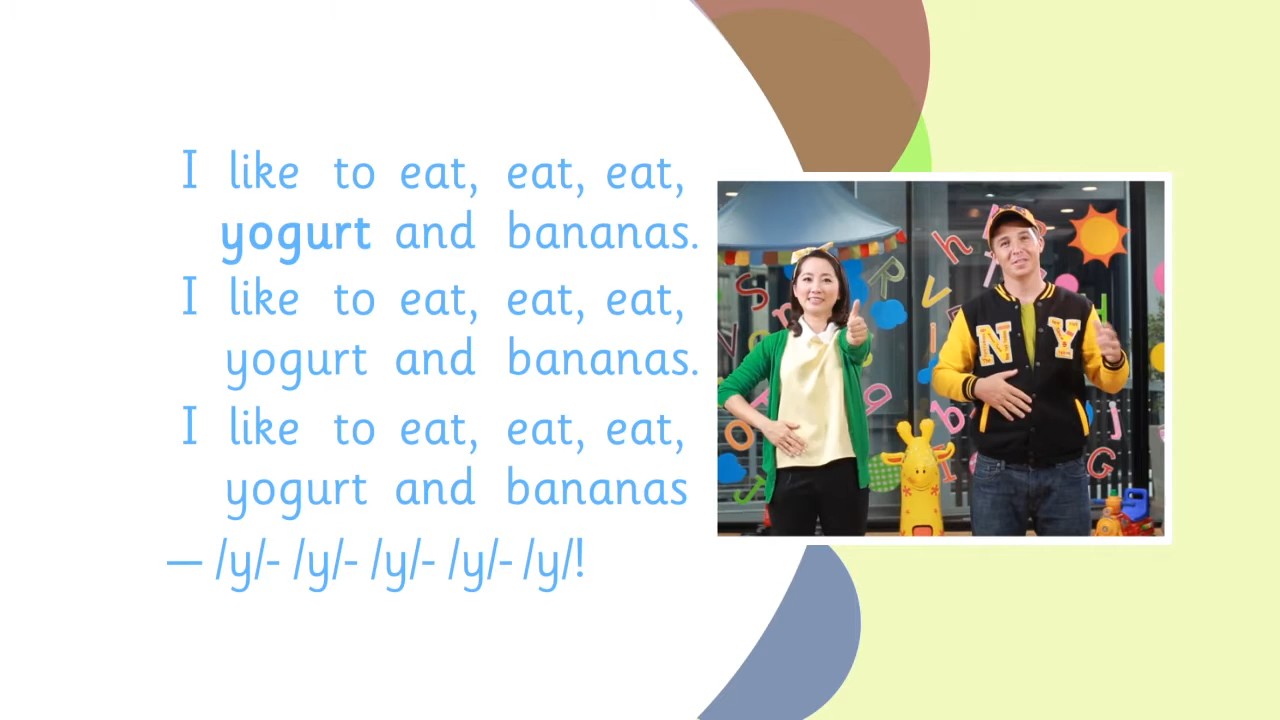 I like to eat, eat, eat,
yogurt and bananas.
I like to eat, eat, eat,
yogurt and bananas.
I like to eat, eat, eat,
yogurt and bananas
— /y/- /y/- /y/- /y/- /y/!
N Y